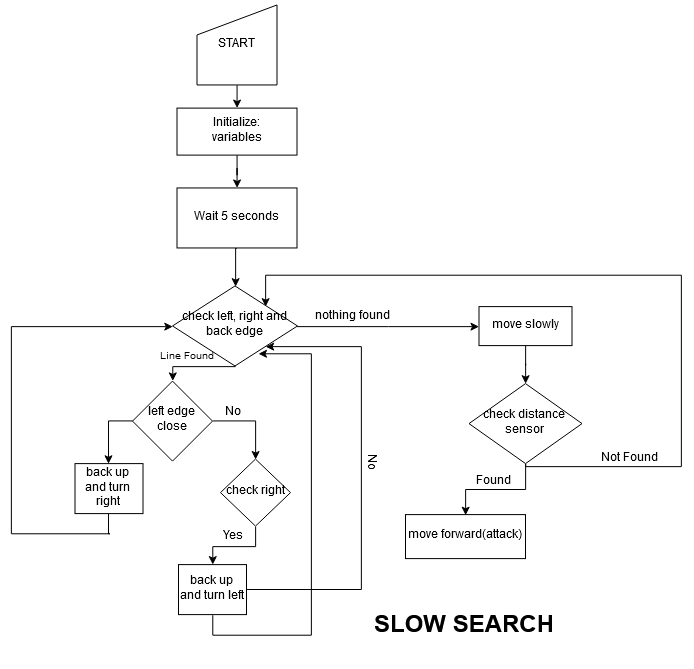 START
Initialize:
variables
Wait 5 seconds
check left, right and
back edge
nothing found
move slowly
Line Found
left edge
close
No
check distance
sensor
back up
and turn
right
check right
No
Not Found
Found
Yes
move forward(attack)
back up
and turn left
SLOW SEARCH